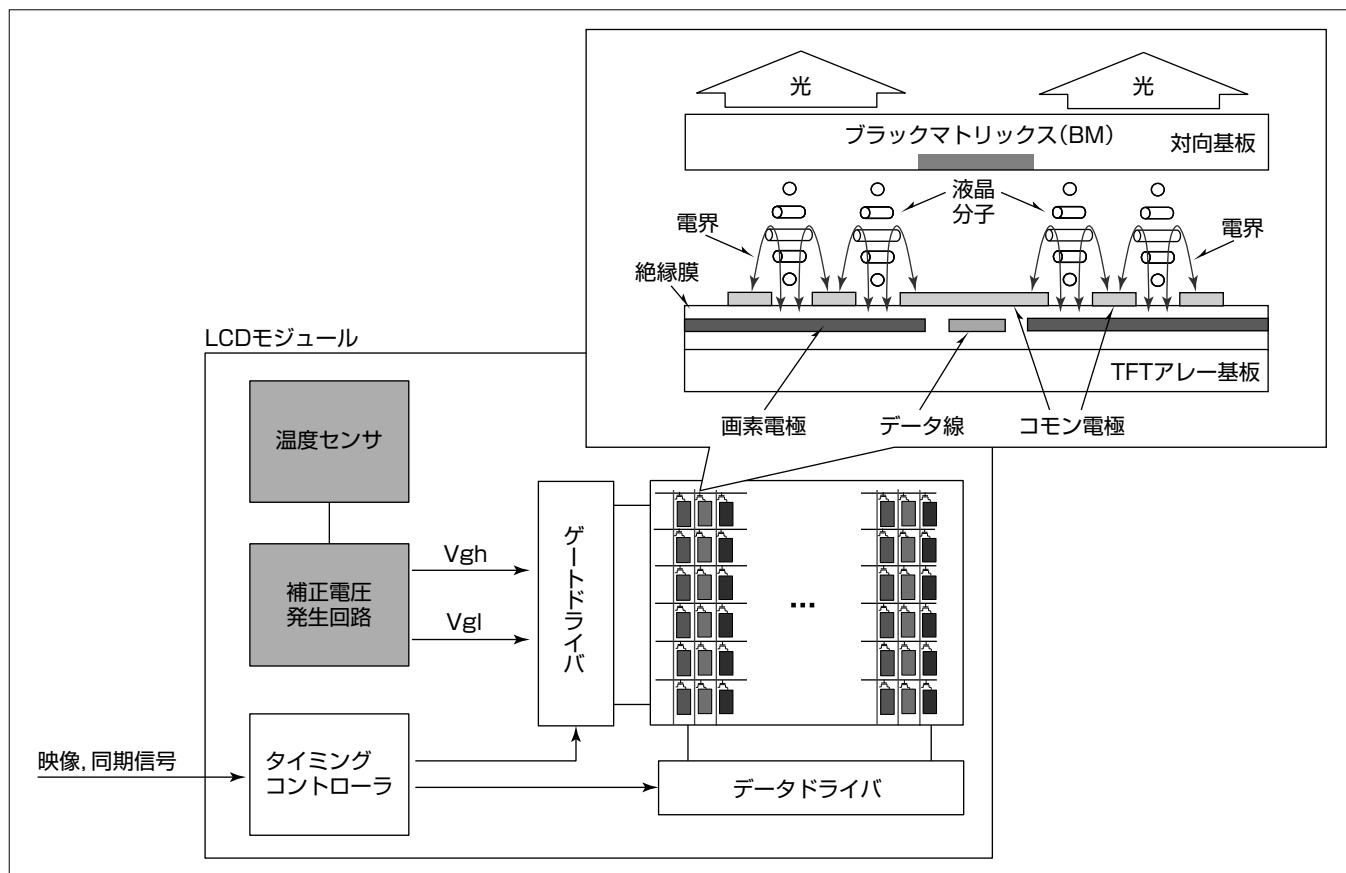 光
光
ブラックマトリックス(BM)
対向基板
液晶
分子
電界
電界
絶縁膜
TFTアレー基板
画素電極
データ線
コモン電極
LCDモジュール
温度センサ
補正電圧
発生回路
Vgh
Vgl
ゲートドライバ
…
映像, 同期信号
タイミング
コントローラ
データドライバ